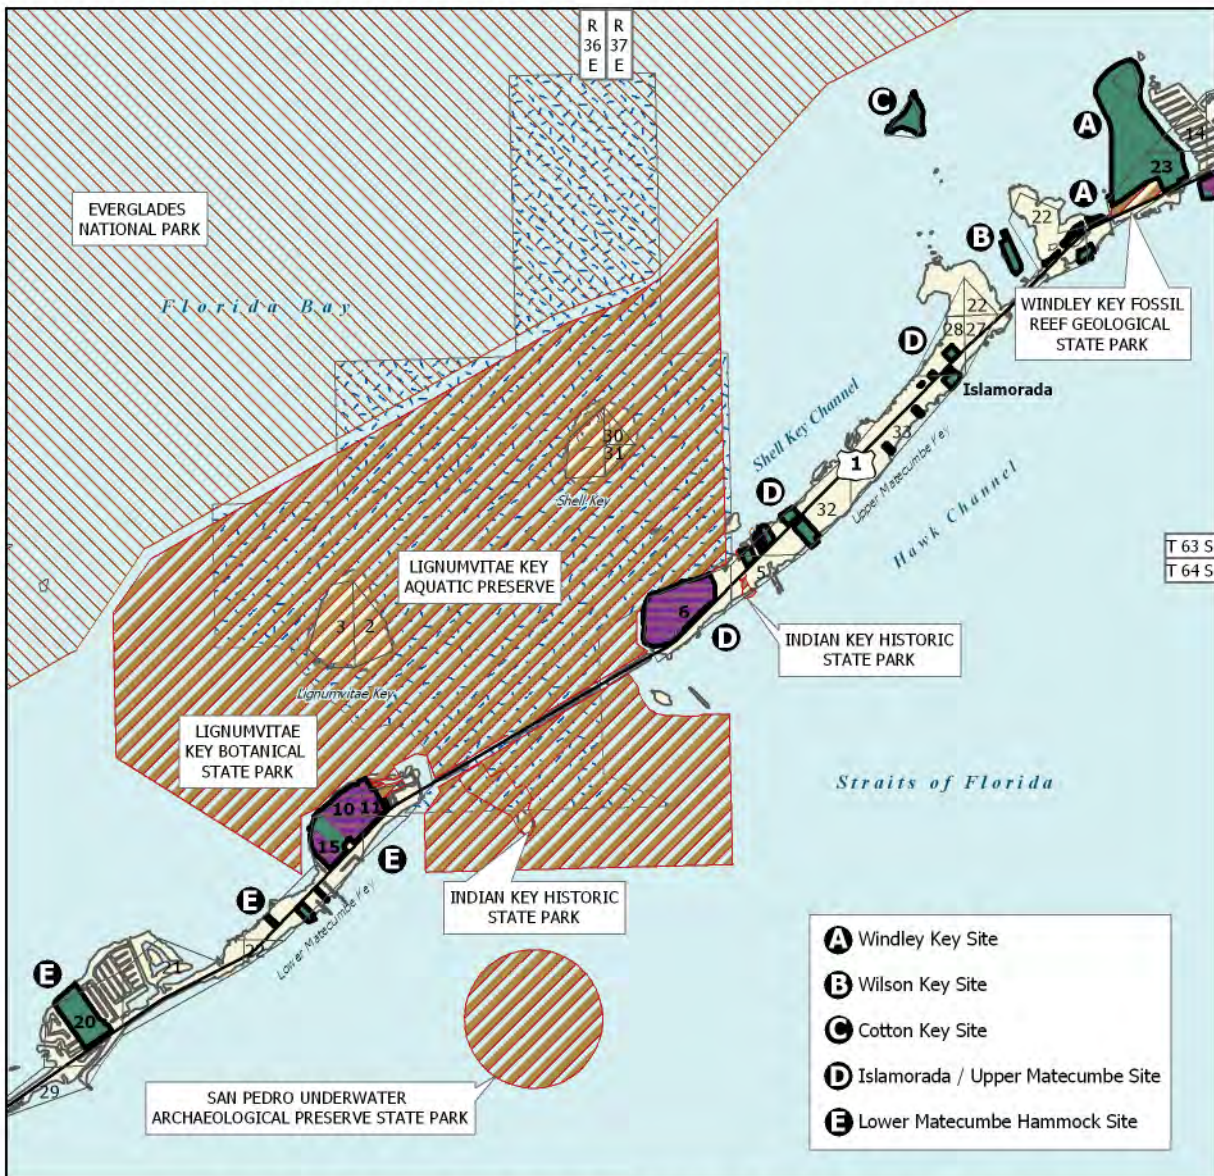 R
36
E
R
37
E
C
A
14
23
A
EVERGLADES
NATIONAL PARK
22
B
Florida Bay
WINDLEY KEY FOSSIL
REEF GEOLOGICAL
STATE PARK
22
28
27
D
Islamorada
Shell Key Channel
30
31
33
1
Upper Matecumbe Key
Shell Key
D
32
Hawk Channel
T 63 S
T 64 S
LIGNUMVITAE KEY
AQUATIC PRESERVE
5
6
D
3
2
INDIAN KEY HISTORIC
STATE PARK
Lignumvitae Key
LIGNUMVITAE
KEY BOTANICAL
STATE PARK
Straits of Florida
10
11
15
E
INDIAN KEY HISTORIC
STATE PARK
E
Lower Matecumbe Key
22
21
E
20
29
SAN PEDRO UNDERWATER
ARCHAEOLOGICAL PRESERVE STATE PARK
A Windley Key Site
B Wilson Key Site
C Cotton Key Site
D Islamorada / Upper Matecumbe Site
E Lower Matecumbe Hammock Site